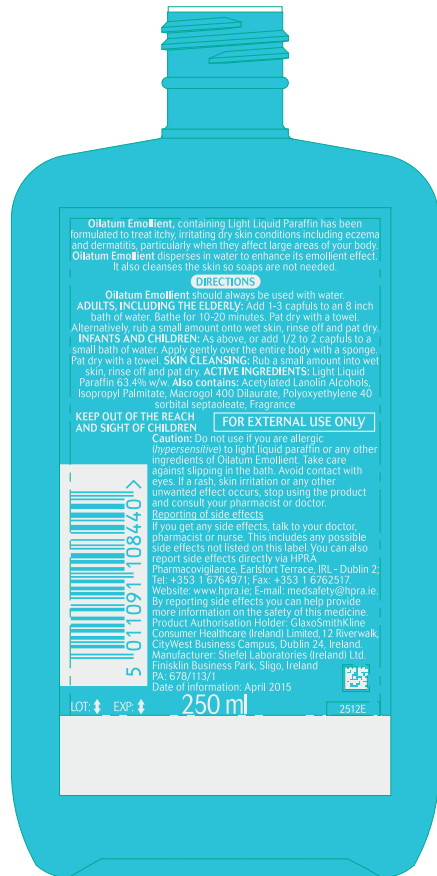 Oilatum Emollient, containing Light Liquid Paraffin has been
formulated to treat itchy, irritating dry skin conditions including eczema
and dermatitis, particularly when they affect large areas of your body.
Oilatum Emollient disperses in water to enhance its emollient effect.
It also cleanses the skin so soaps are not needed.
DIRECTIONS
Oilatum Emollient should always be used with water.
ADULTS, INCLUDING THE ELDERLY: Add 1-3 capfuls to an 8 inch
bath of water. Bathe for 10-20 minutes. Pat dry with a towel.
Alternatively, rub a small amount onto wet skin, rinse off and pat dry.
INFANTS AND CHILDREN: As above, or add 1/2 to 2 capfuls to a
small bath of water. Apply gently over the entire body with a sponge.
Pat dry with a towel. SKIN CLEANSING: Rub a small amount into wet
skin, rinse off and pat dry. ACTIVE INGREDIENTS: Light Liquid
Paraffin 63.4% w/w. Also contains: Acetylated Lanolin Alcohols,
Isopropyl Palmitate, Macrogol 400 Dilaurate, Polyoxyethylene 40
sorbital septaoleate, Fragrance
KEEP OUT OF THE REACH
AND SIGHT OF CHILDREN
FOR EXTERNAL USE ONLY
Caution: Do not use if you are allergic
(hypersensitive) to light liquid paraffin or any other
ingredients of Oilatum Emollient. Take care
against slipping in the bath. Avoid contact with
eyes. If a rash, skin irritation or any other
unwanted effect occurs, stop using the product
and consult your pharmacist or doctor.
Reporting of side effects
If you get any side effects, talk to your doctor,
pharmacist or nurse. This includes any possible
side effects not listed on this label. You can also
report side effects directly via HPRA
Pharmacovigilance, Earlsfort Terrace, IRL - Dublin 2;
Tel: +353 1 6764971; Fax: +353 1 6762517.
Website: www.hpra.ie; E-mail: medsafety@hpra.ie.
By reporting side effects you can help provide
more information on the safety of this medicine.
Product Authorisation Holder: GlaxoSmithKline
Consumer Healthcare (Ireland) Limited, 12 Riverwalk,
CityWest Business Campus, Dublin 24, Ireland.
Manufacturer: Stiefel Laboratories (Ireland) Ltd.
Finisklin Business Park, Sligo, Ireland
PA: 678/113/1
Date of information: April 2015
5 011091 108440 >
LOT: EXP: 250 ml 2512E